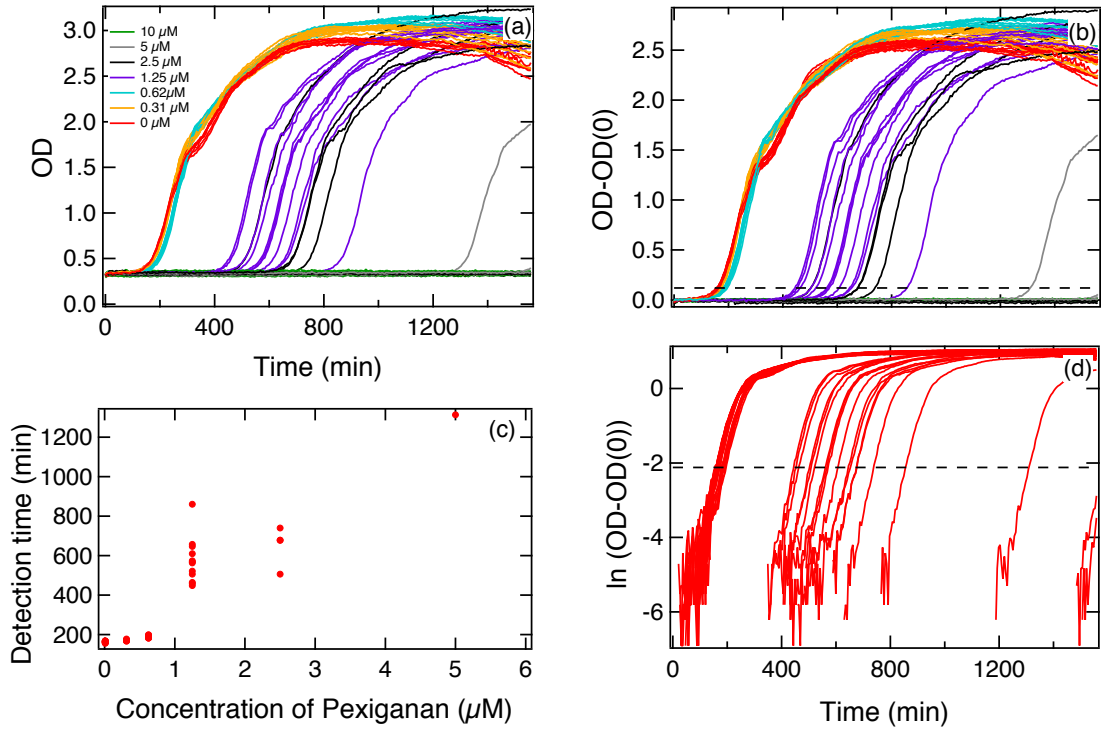 (a)
10 µM
5 µM
2.5 µM
1.25 µM
0.62µM
0.31 µM
0 µM
OD
3.0
2.5
2.0
1.5
1.0
0.5
0.0
0 400 800 1200
Time (min)
(b)
OD-OD(0)
2.5
2.0
1.5
1.0
0.5
0.0
0 400 800 1200
(c)
Detection time (min)
1200
1000
800
600
400
200
0 1 2 3 4 5 6
Concentration of Pexiganan (µM)
(d)
ln (OD-OD(0))
0
-2
-4
-6
0 400 800 1200
Time (min)